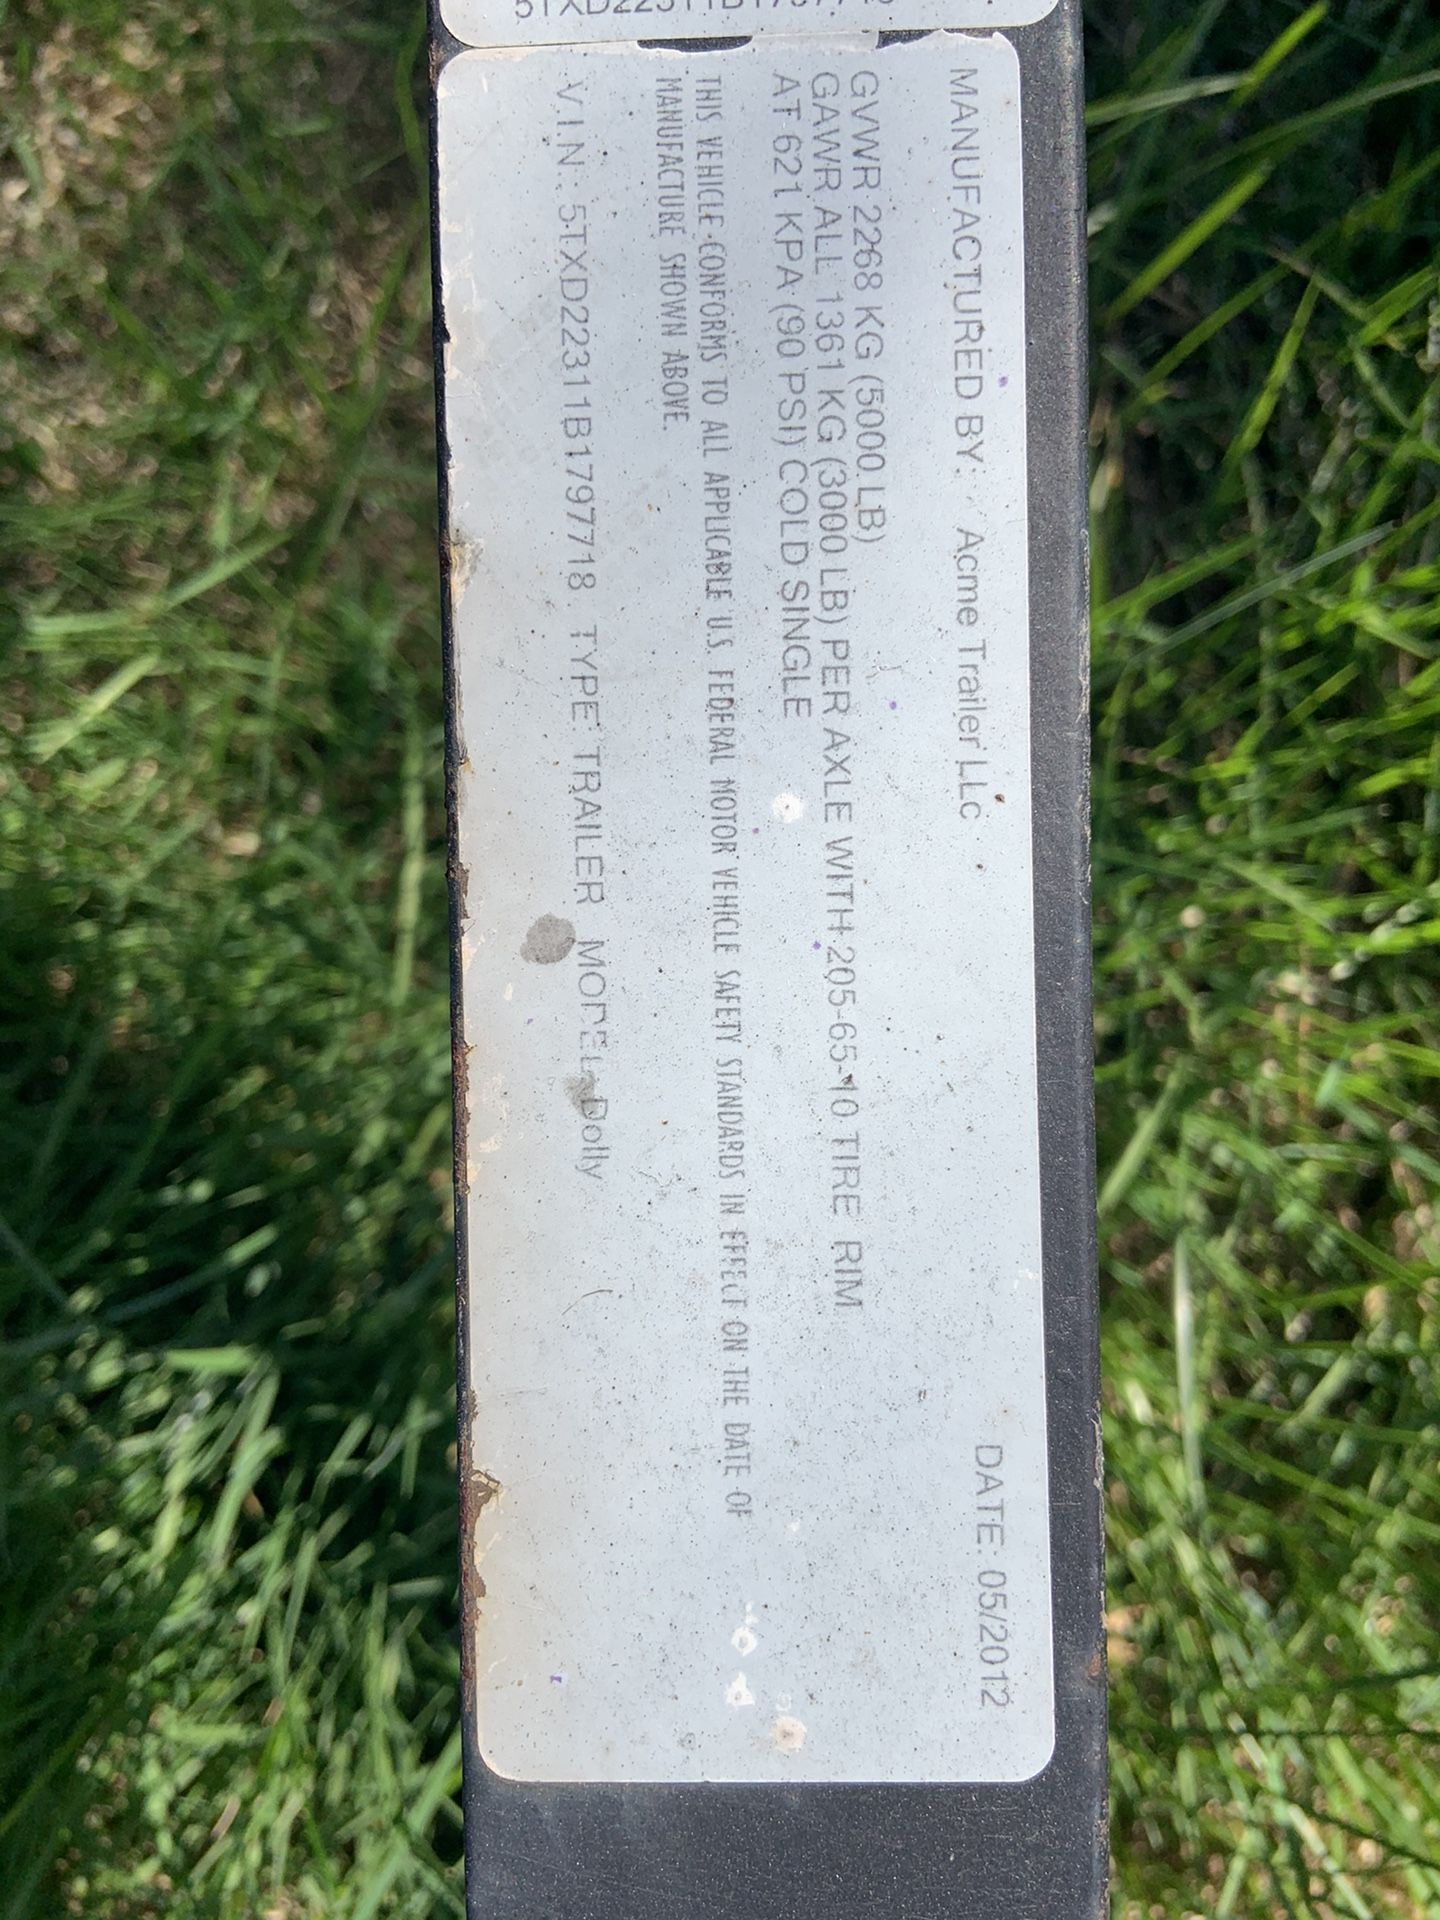 MANUFACTURED BY: Acme Trailer LLc DATE: 05/2012
GVWR 2268 KG (5000 LB)
GAWR ALL 1361 KG (3000 LB) PER AXLE WITH 205-65-10 TIRE RIM
AT 621 KPA (90 PSI) COLD SINGLE
THIS VEHICLE CONFORMS TO ALL APPLICABLE U.S. FEDERAL MOTOR VEHICLE SAFETY STANDARDS IN EFFECT ON THE DATE OF
MANUFACTURE SHOWN ABOVE.
V.I.N.: 5TXD22311B1797718 TYPE: TRAILER MODEL: Dolly